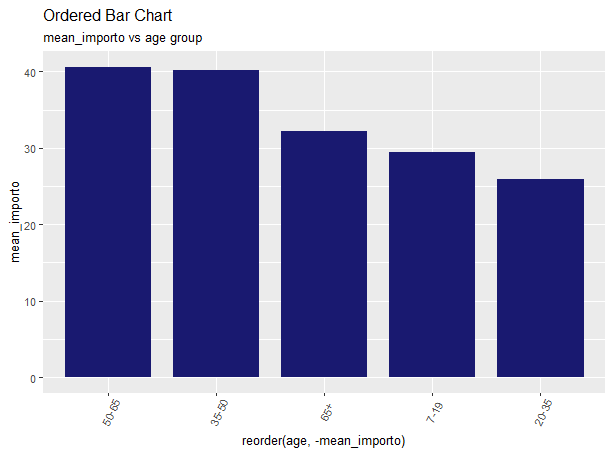 Ordered Bar Chart
mean_importo vs age group
mean_importo
40
30
20
10
0
50-65
35-50
65+
7-19
20-35
reorder(age, -mean_importo)